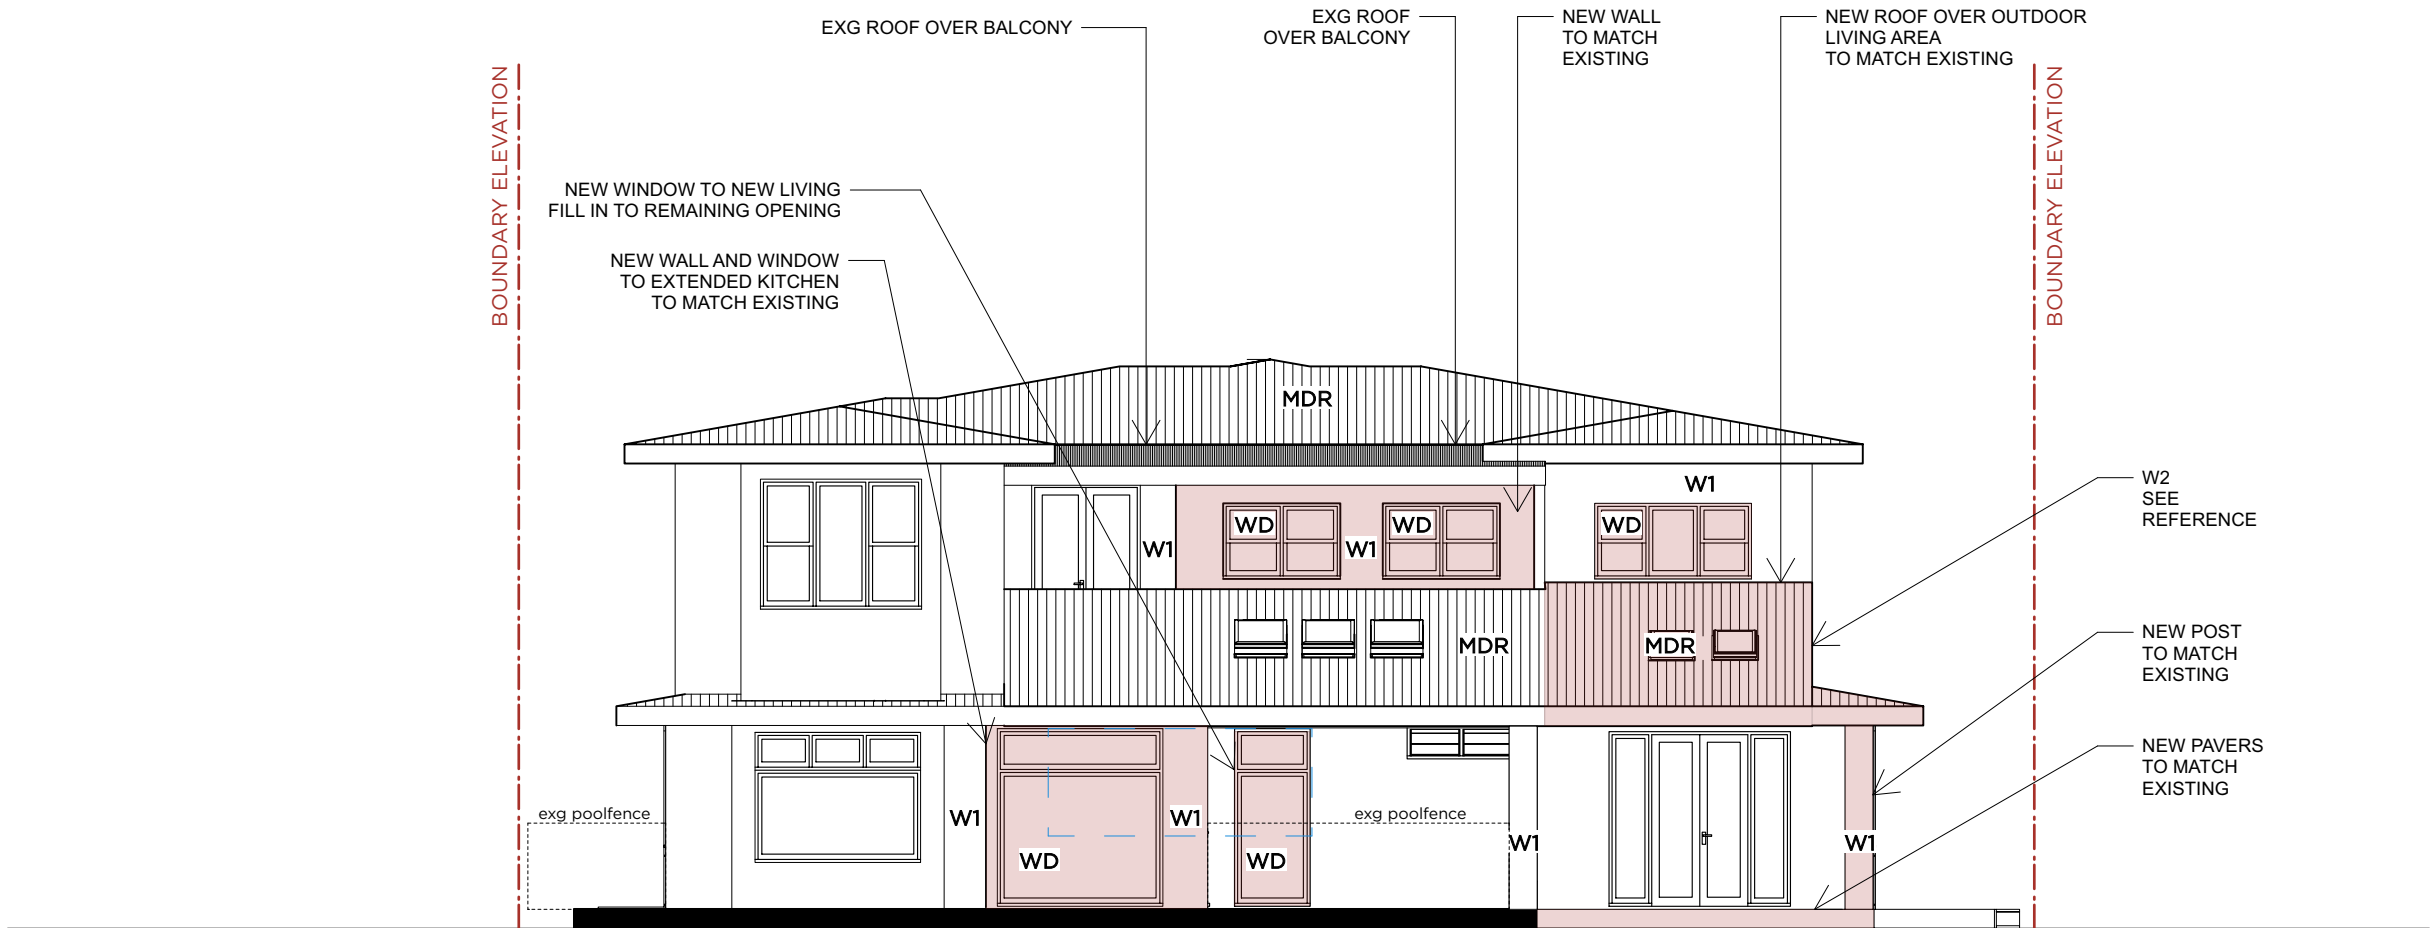 EXG ROOF OVER BALCONY
EXG ROOF
OVER BALCONY
NEW WALL
TO MATCH
EXISTING
NEW ROOF OVER OUTDOOR
LIVING AREA
TO MATCH EXISTING
BOUNDARY ELEVATION
BOUNDARY ELEVATION
NEW WINDOW TO NEW LIVING
FILL IN TO REMAINING OPENING
NEW WALL AND WINDOW
TO EXTENDED KITCHEN
TO MATCH EXISTING
MDR
W1
W2
SEE
REFERENCE
WD
WD
WD
W1
W1
MDR
MDR
NEW POST
TO MATCH
EXISTING
NEW PAVERS
TO MATCH
EXISTING
exg poolfence
W1
W1
exg poolfence
W1
W1
WD
WD